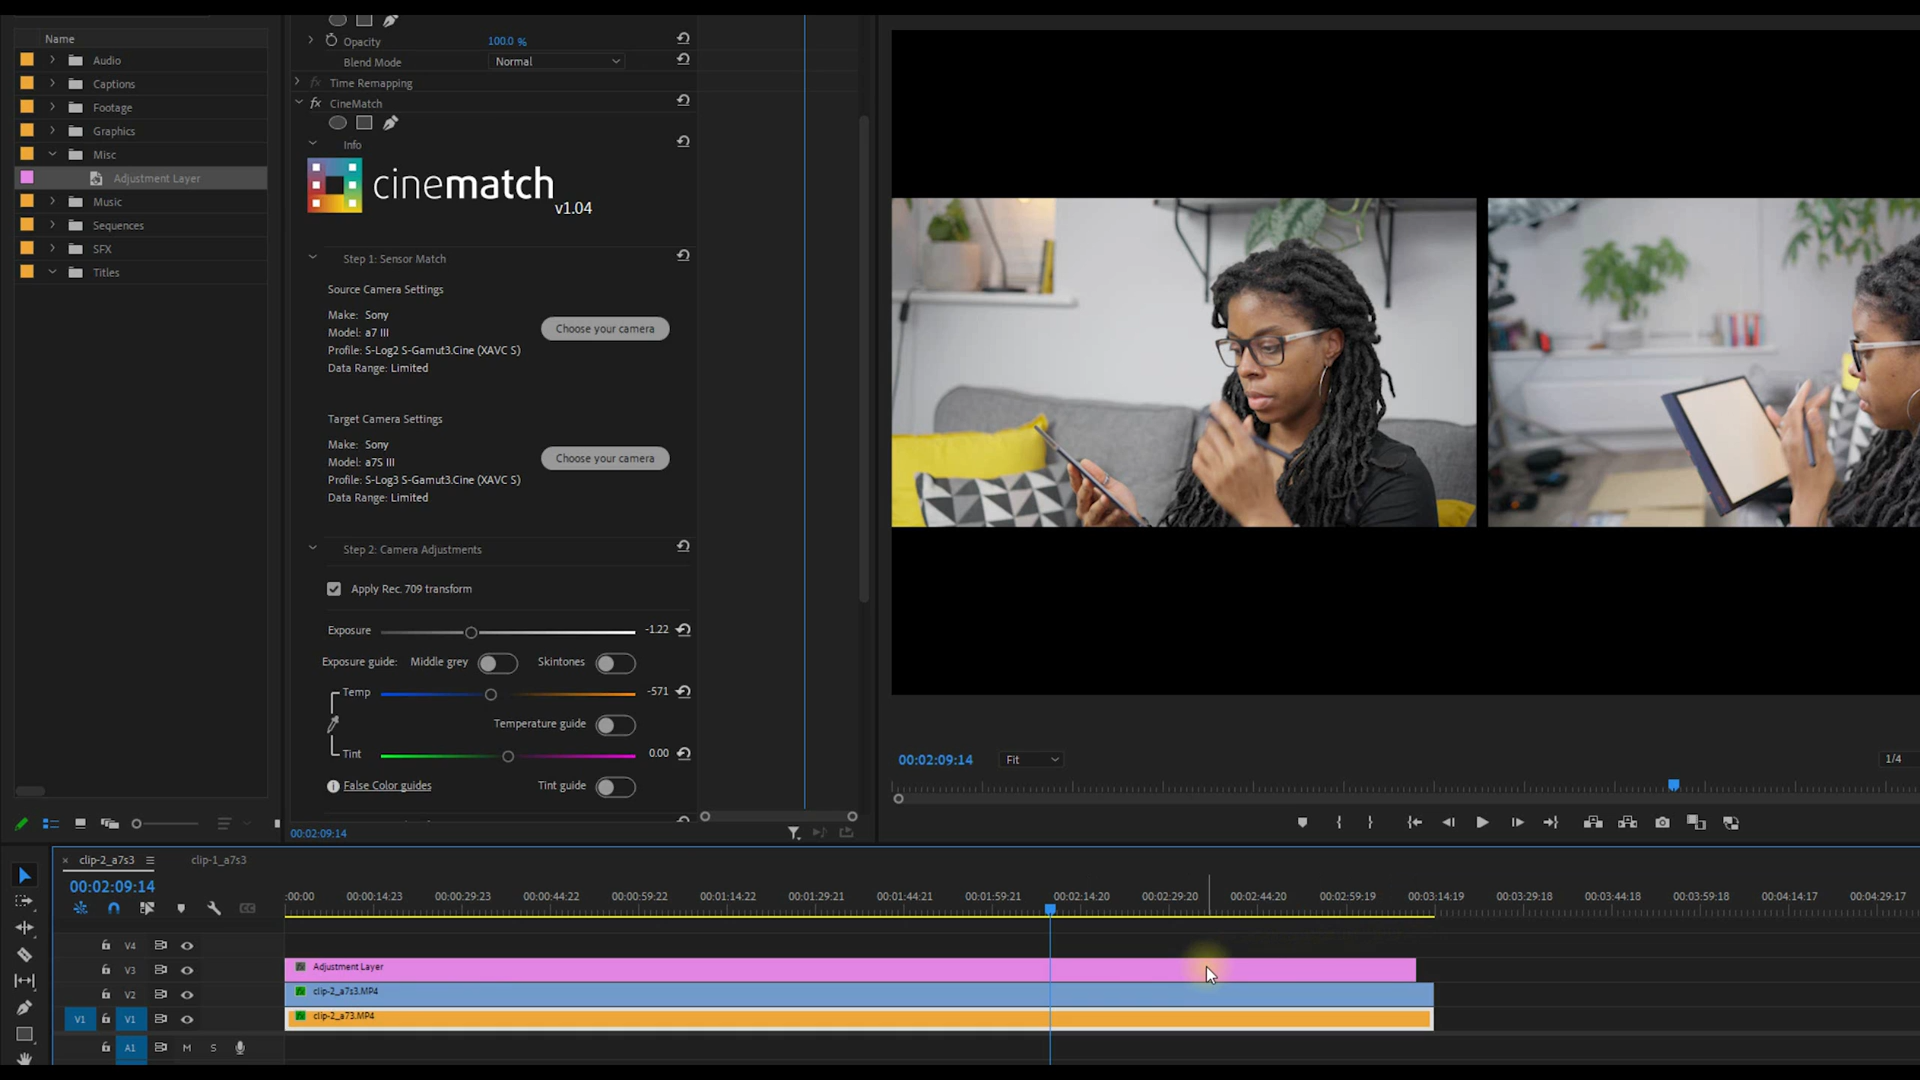 Name
Audio
Captions
Footage
Graphics
Misc
Adjustment Layer
Music
Sequences
SFX
Titles
Opacity
100.0 %
Blend Mode
Normal
fx
Time Remapping
fx
CineMatch
Info
cinematch
v1.04
Step 1: Sensor Match
Source Camera Settings
Make: Sony
Model: a7 III
Profile: S-Log2 S-Gamut3.Cine (XAVC S)
Data Range: Limited
Choose your camera
Target Camera Settings
Make: Sony
Model: a7S III
Profile: S-Log3 S-Gamut3.Cine (XAVC S)
Data Range: Limited
Choose your camera
Step 2: Camera Adjustments
Apply Rec. 709 transform
Exposure
-1.22
Exposure guide: Middle grey
Skintones
Temp
-571
Temperature guide
Tint
0.00
False Color guides
Tint guide
00:02:09:14
00:02:09:14
Fit
1/4
clip-2_a7s3
clip-1_a7s3
00:02:09:14
:00:00
00:00:14:23
00:00:29:23
00:00:44:22
00:00:59:22
00:01:14:22
00:01:29:21
00:01:44:21
00:01:59:21
00:02:14:20
00:02:29:20
00:02:44:20
00:02:59:19
00:03:14:19
00:03:29:18
00:03:44:18
00:03:59:18
00:04:14:17
00:04:29:17
V4
V3
Adjustment Layer
V2
clip-2_a7s3.MP4
V1
V1
clip-2_a73.MP4
A1
M
S